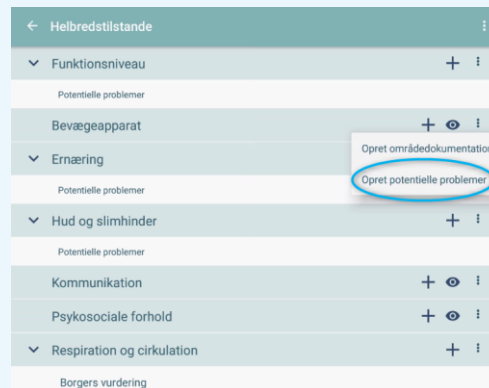 Helbredstilstande
Funktionsniveau
Potentielle problemer
Bevægeapparat
Opret områdedokumentation
Ernæring
Opret potentielle problemer
Potentielle problemer
Hud og slimhinder
Potentielle problemer
Kommunikation
Psykosociale forhold
Respiration og cirkulation
Borgers vurdering